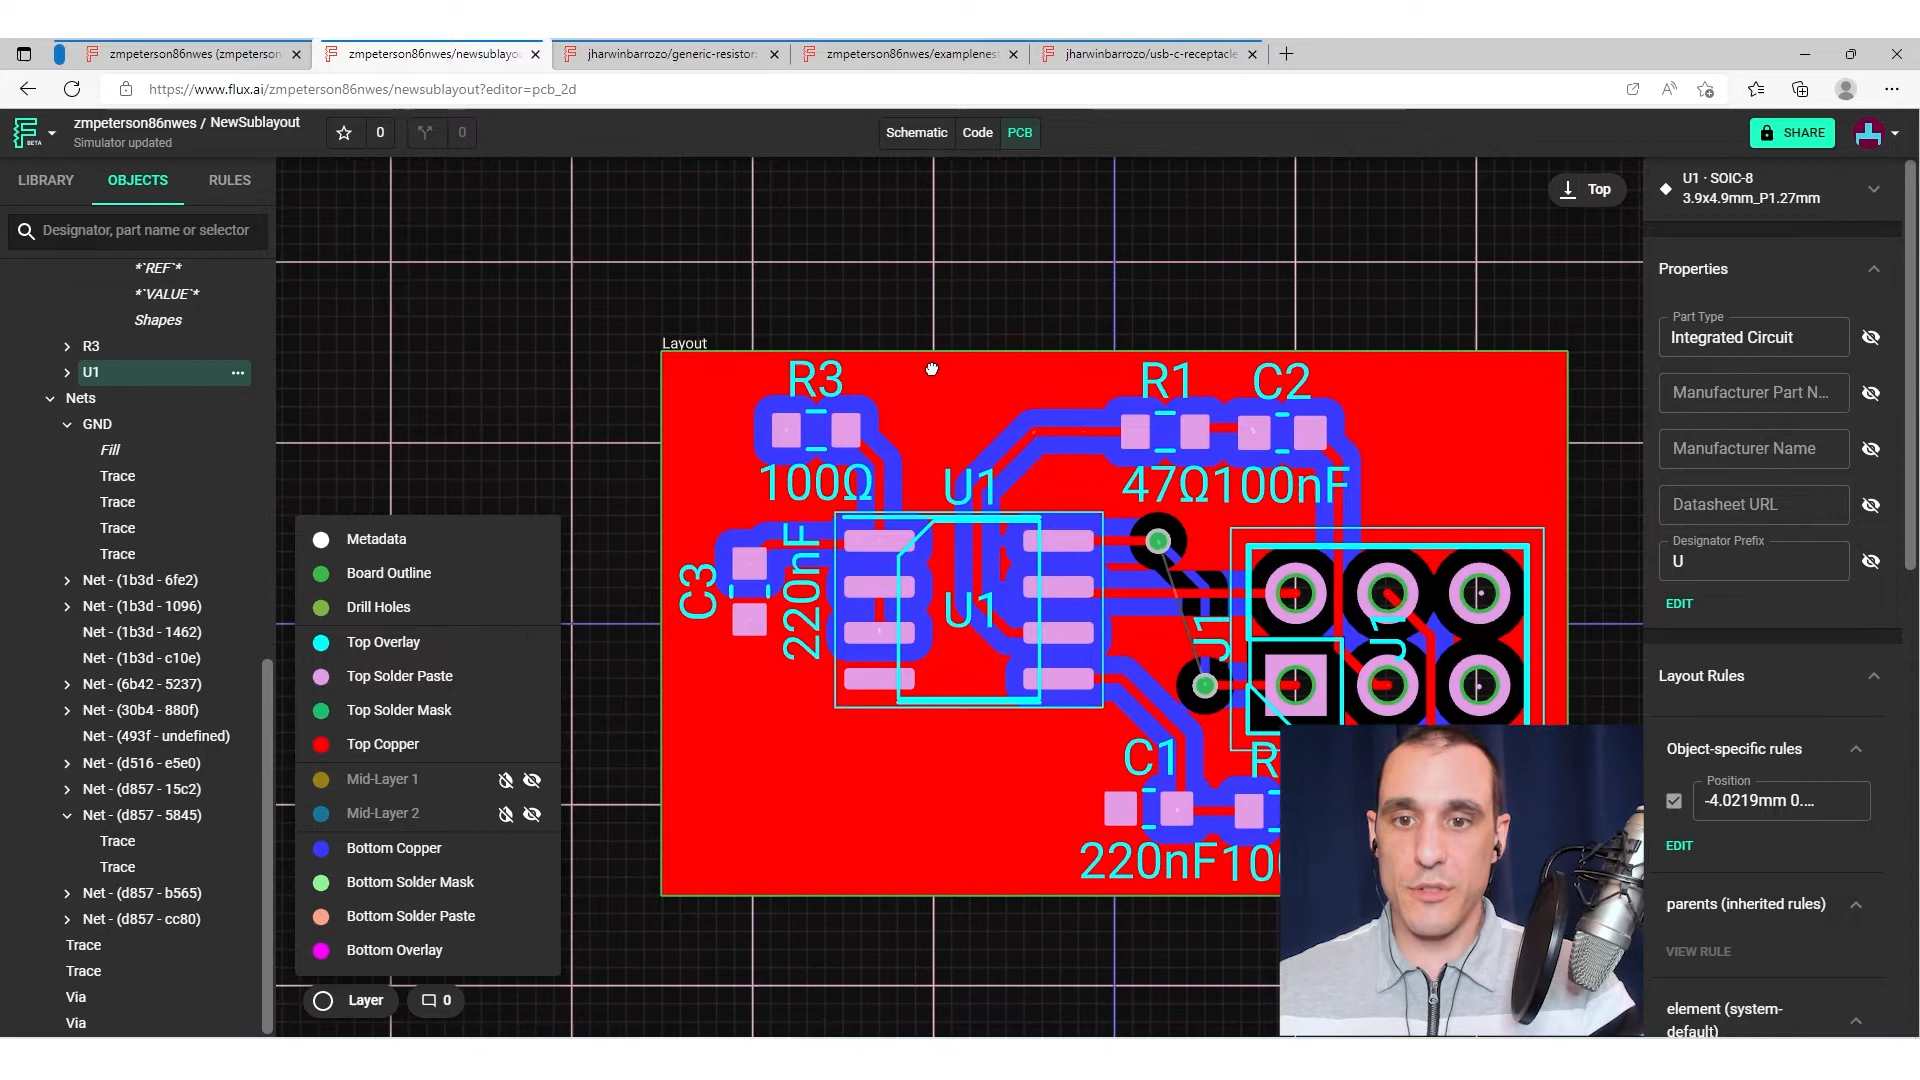 zmpeterson86nwes (zmpeterson
zmpeterson86nwes/newsublayou
jharwinbarrozo/generic-resistor:
zmpeterson86nwes/examplenest
jharwinbarrozo/usb-c-receptacle
https://www.flux.ai/zmpeterson86nwes/newsublayout?editor=pcb_2d
BETA
zmpeterson86nwes / NewSublayout
Simulator updated
0
0
Schematic
Code
PCB
SHARE
LIBRARY
OBJECTS
RULES
Designator, part name or selector
*`REF`*
*`VALUE`*
Shapes
R3
U1
Nets
GND
Fill
Trace
Trace
Trace
Trace
Net - (1b3d - 6fe2)
Net - (1b3d - 1096)
Net - (1b3d - 1462)
Net - (1b3d - c10e)
Net - (6b42 - 5237)
Net - (30b4 - 880f)
Net - (493f - undefined)
Net - (d516 - e5e0)
Net - (d857 - 15c2)
Net - (d857 - 5845)
Trace
Trace
Net - (d857 - b565)
Net - (d857 - cc80)
Trace
Trace
Via
Via
Metadata
Board Outline
Drill Holes
Top Overlay
Top Solder Paste
Top Solder Mask
Top Copper
Mid-Layer 1
Mid-Layer 2
Bottom Copper
Bottom Solder Mask
Bottom Solder Paste
Bottom Overlay
Layer
0
Top
Layout
R3
R1
C2
100Ω
U1
47Ω100nF
C3
220nF
U1
J1
J1
C1
R
220nF
10
U1 · SOIC-8
3.9x4.9mm_P1.27mm
Properties
Part Type
Integrated Circuit
Manufacturer Part N...
Manufacturer Name
Datasheet URL
Designator Prefix
U
EDIT
Layout Rules
Object-specific rules
Position
-4.0219mm 0....
EDIT
parents (inherited rules)
VIEW RULE
element (system-
default)